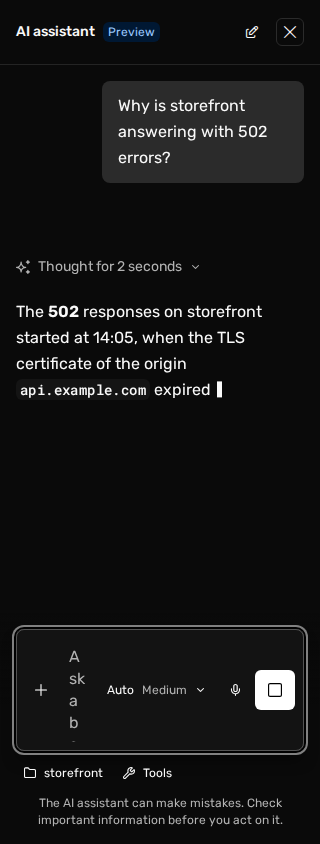 AI assistant Preview
Why is storefront
answering with 502
errors?
Thought for 2 seconds
The 502 responses on storefront
started at 14:05, when the TLS
certificate of the origin
api.example.com expired
A
sk
a
b
Auto Medium
storefront Tools
The AI assistant can make mistakes. Check
important information before you act on it.